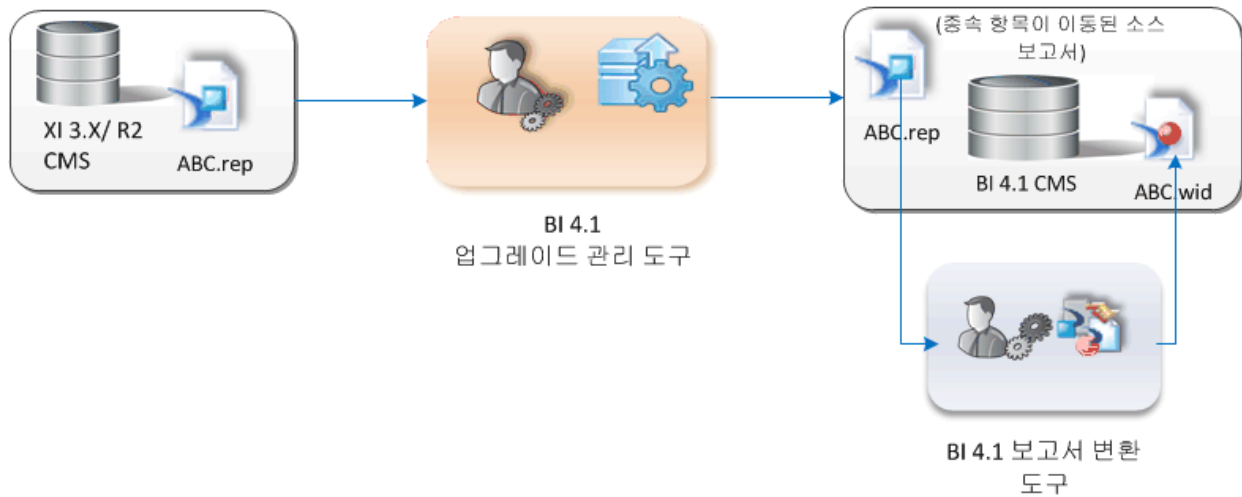 XI 3.X/ R2
CMS
ABC.rep
BI 4.1
업그레이드 관리 도구
(종속 항목이 이동된 소스
보고서)
ABC.rep
BI 4.1 CMS
ABC.wid
BI 4.1 보고서 변환
도구